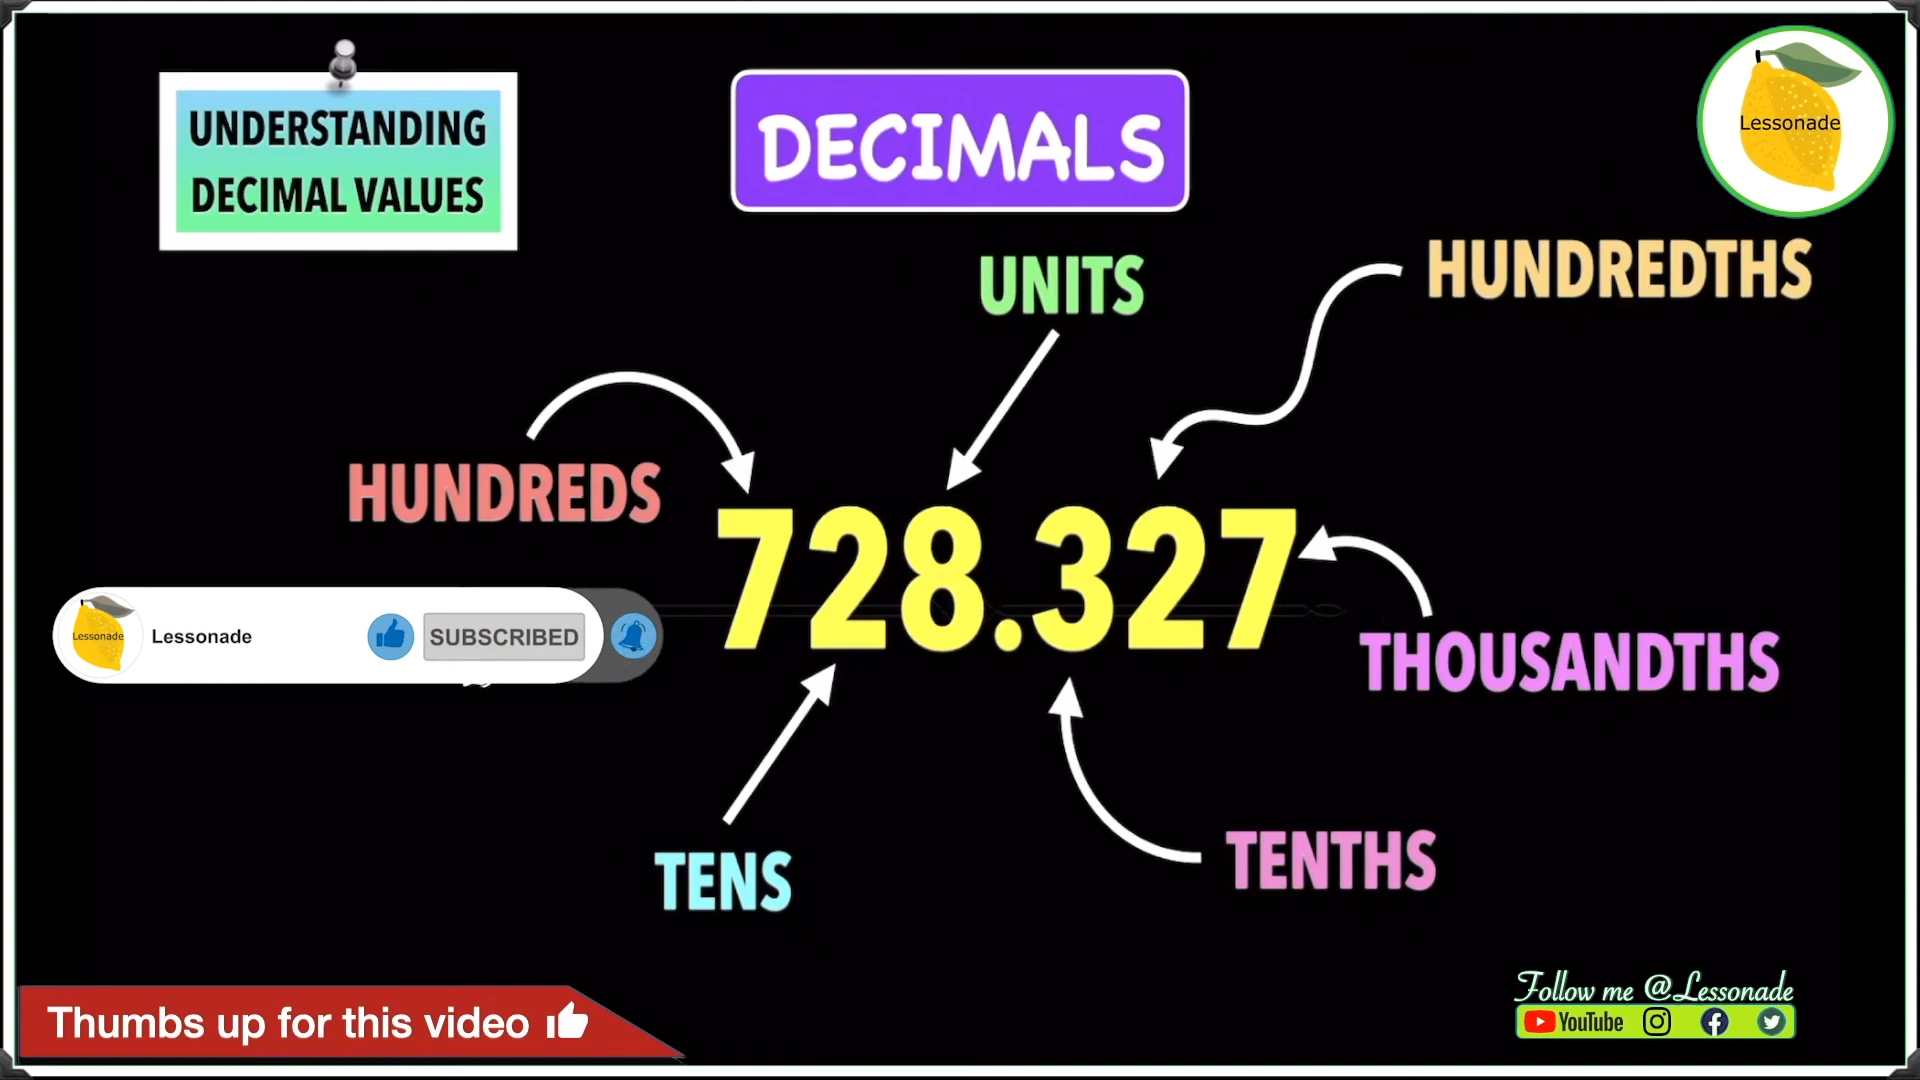 UNDERSTANDING
DECIMAL VALUES
DECIMALS
Lessonade
UNITS
HUNDREDTHS
HUNDREDS
728.327
Lessonade
Lessonade
SUBSCRIBED
THOUSANDTHS
TENS
TENTHS
Thumbs up for this video
Follow me @Lessonade
YouTube